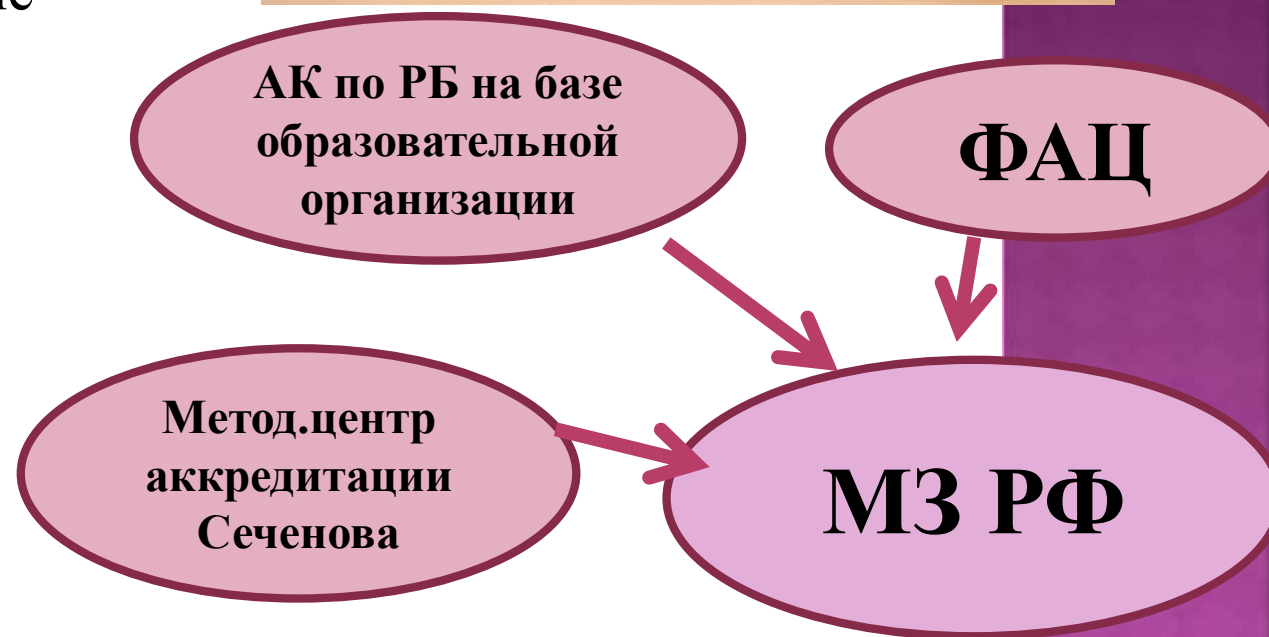 АК по РБ на базе
образовательной
организации
ФАЦ
Метод.центр
аккредитации
Сеченова
МЗ РФ